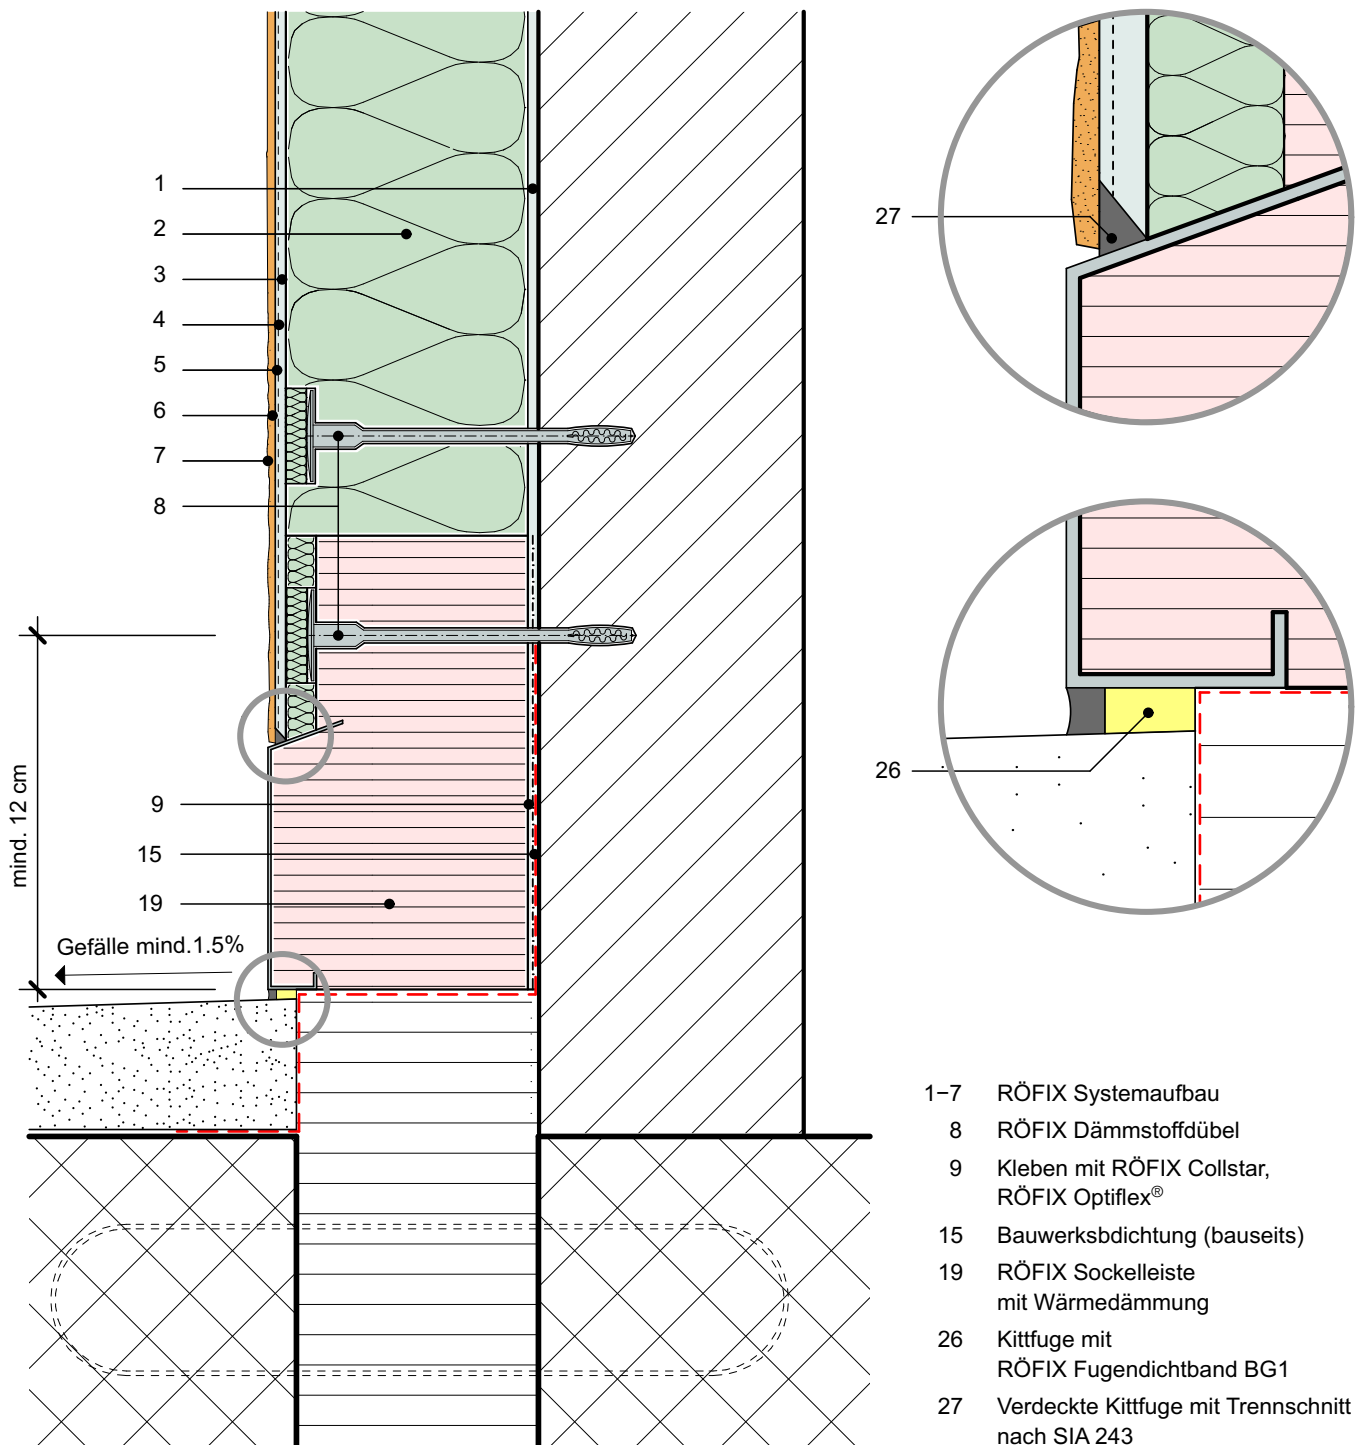 1
2
3
4
5
6
7
8
9
15
19
mind. 12 cm
Gefälle mind.1.5%
27
26
1–7 RÖFIX Systemaufbau
8 RÖFIX Dämmstoffdübel
9 Kleben mit RÖFIX Collstar,
RÖFIX Optiflex®
15 Bauwerksbdichtung (bauseits)
19 RÖFIX Sockelleiste
mit Wärmedämmung
26 Kittfuge mit
RÖFIX Fugendichtband BG1
27 Verdeckte Kittfuge mit Trennschnitt
nach SIA 243